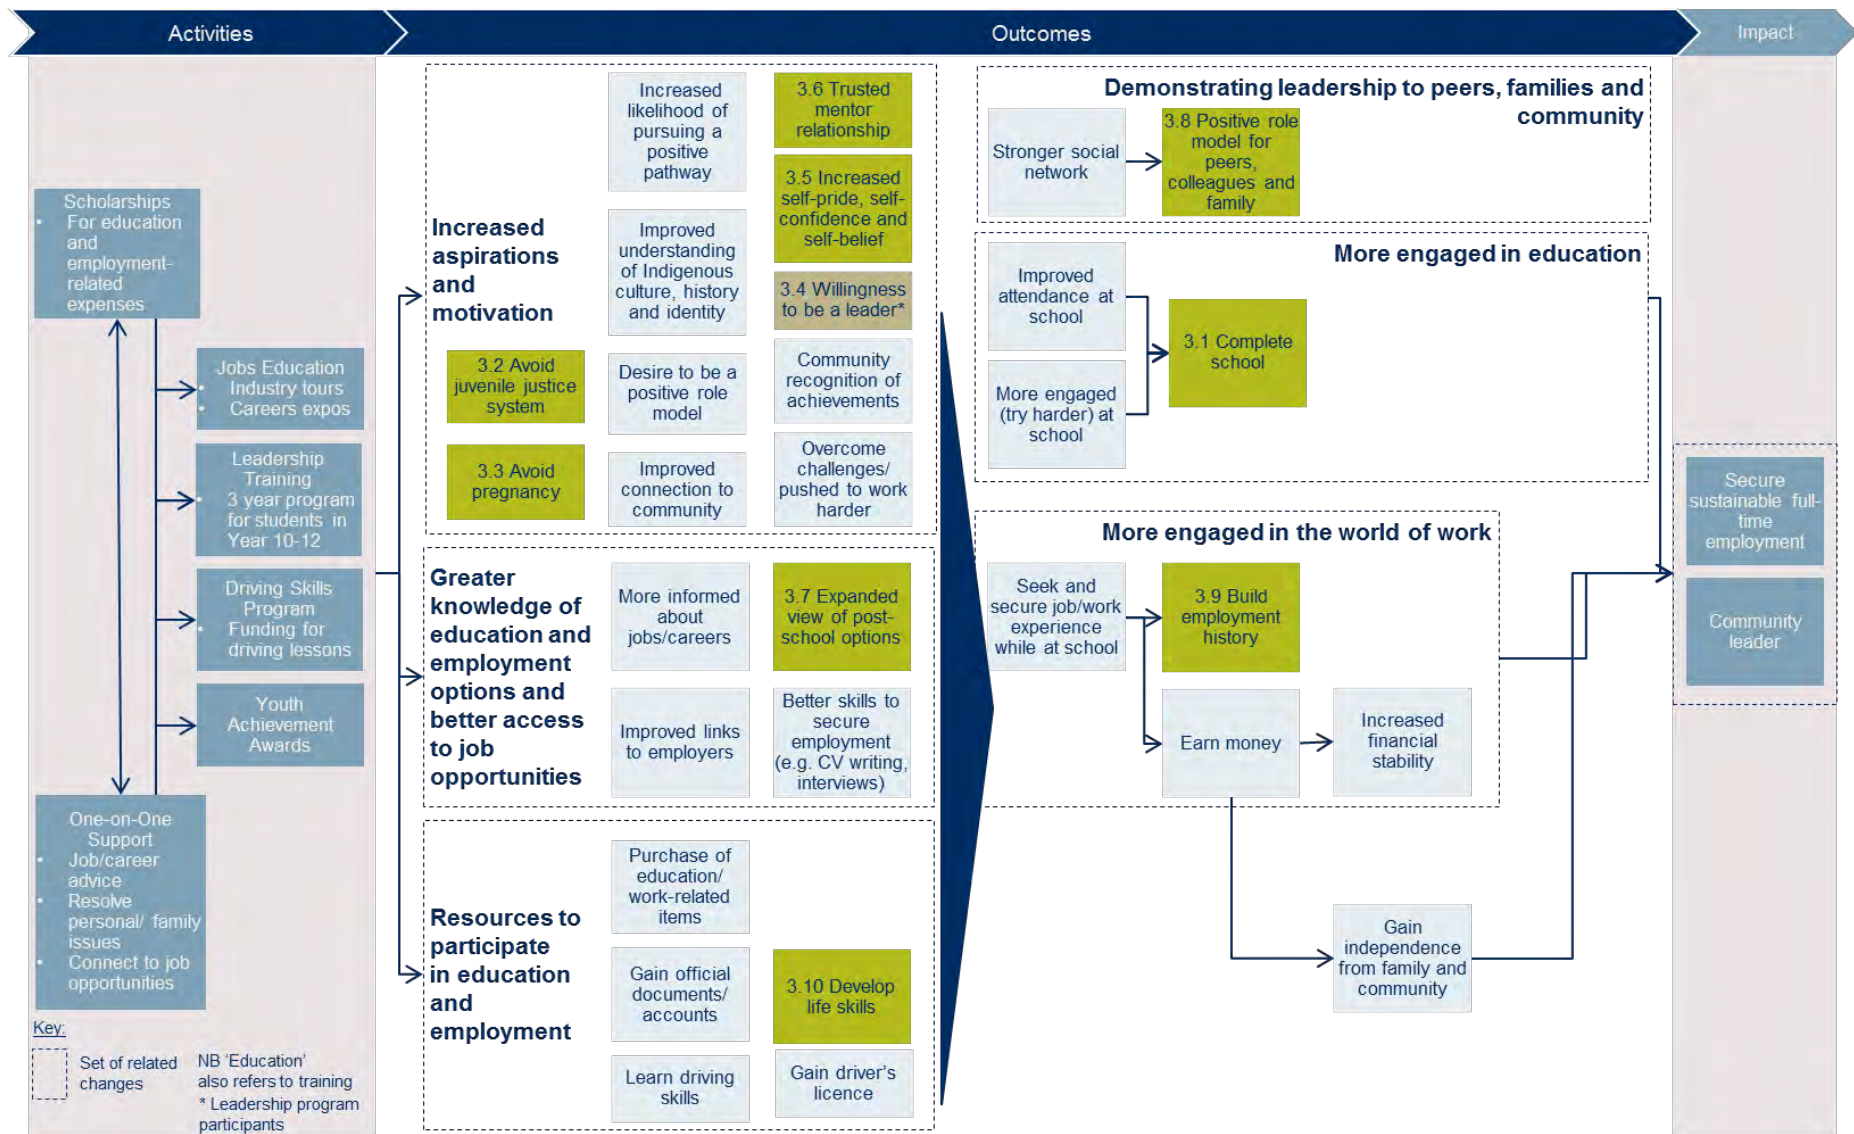 Activities
Outcomes
Impact
Scholarships
• For education
and
employment-
related
expenses
Jobs Education
• Industry tours
• Careers expos
Leadership
Training
• 3 year program
for students in
Year 10-12
Driving Skills
Program
• Funding for
driving lessons
Youth
Achievement
Awards
One-on-One
Support
• Job/career
advice
• Resolve
personal/ family
issues
• Connect to job
opportunities
Key:
Set of related
changes
NB ‘Education’
also refers to training
* Leadership program
participants
Increased
aspirations
and
motivation
3.2 Avoid
juvenile justice
system
3.3 Avoid
pregnancy
Increased
likelihood of
pursuing a
positive
pathway
Improved
understanding
of Indigenous
culture, history
and identity
Desire to be a
positive role
model
Improved
connection to
community
3.6 Trusted
mentor
relationship
3.5 Increased
self-pride, self-
confidence and
self-belief
3.4 Willingness
to be a leader*
Community
recognition of
achievements
Overcome
challenges/
pushed to work
harder
Greater
knowledge of
education and
employment
options and
better access
to job
opportunities
More informed
about
jobs/careers
3.7 Expanded
view of post-
school options
Improved links
to employers
Better skills to
secure
employment
(e.g. CV writing,
interviews)
Resources to
participate
in education
and
employment
Purchase of
education/
work-related
items
Gain official
documents/
accounts
3.10 Develop
life skills
Learn driving
skills
Gain driver’s
licence
Demonstrating leadership to peers, families and
community
Stronger social
network
3.8 Positive role
model for
peers,
colleagues and
family
More engaged in education
Improved
attendance at
school
More engaged
(try harder) at
school
3.1 Complete
school
More engaged in the world of work
Seek and
secure job/work
experience
while at school
3.9 Build
employment
history
Earn money
Increased
financial
stability
Gain
independence
from family and
community
Secure
sustainable full-
time
employment
Community
leader